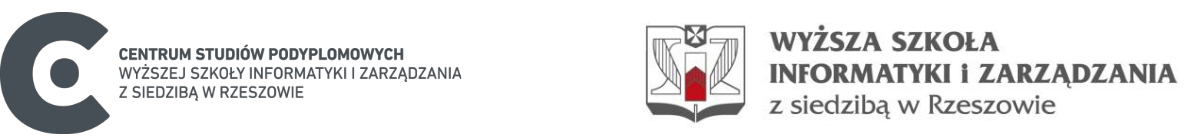 CENTRUM STUDIÓW PODYPLOMOWYCH
WYŻSZEJ SZKOŁY INFORMATYKI I ZARZĄDZANIA
Z SIEDZIBĄ W RZESZOWIE
WYŻSZA SZKOŁA
INFORMATYKI i ZARZĄDZANIA
z siedzibą w Rzeszowie